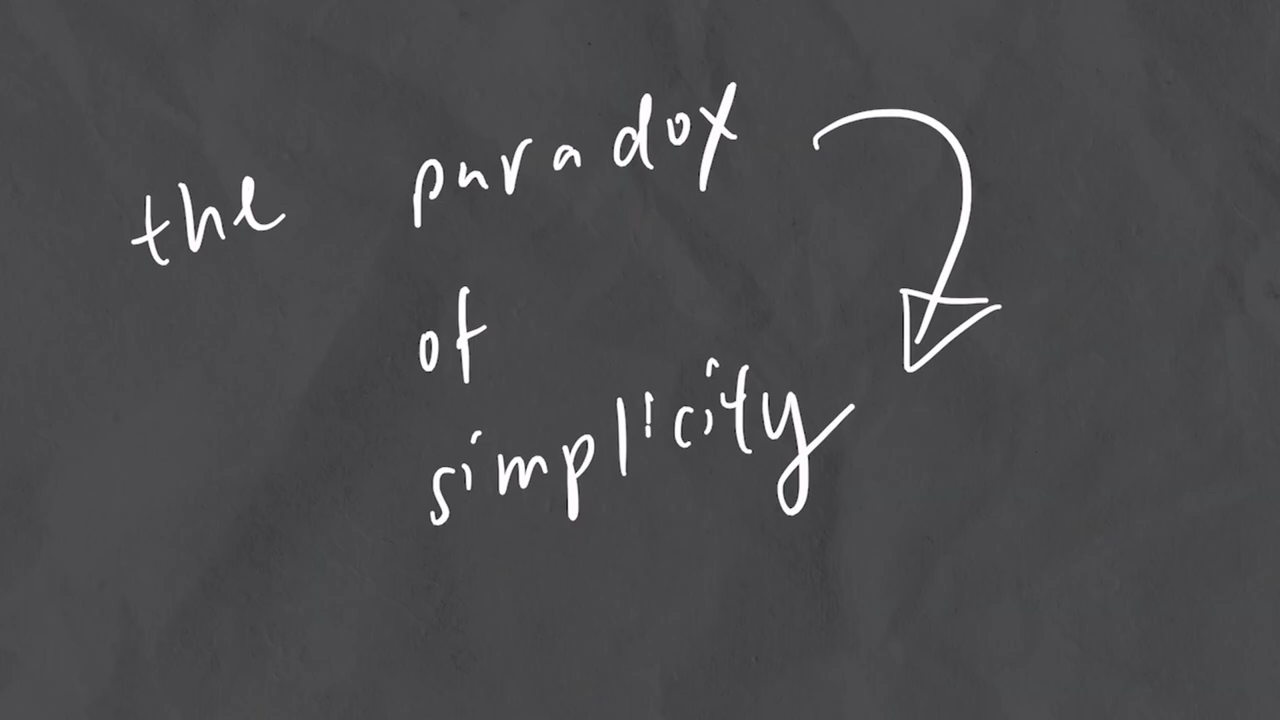 the paradox
of
simplicity